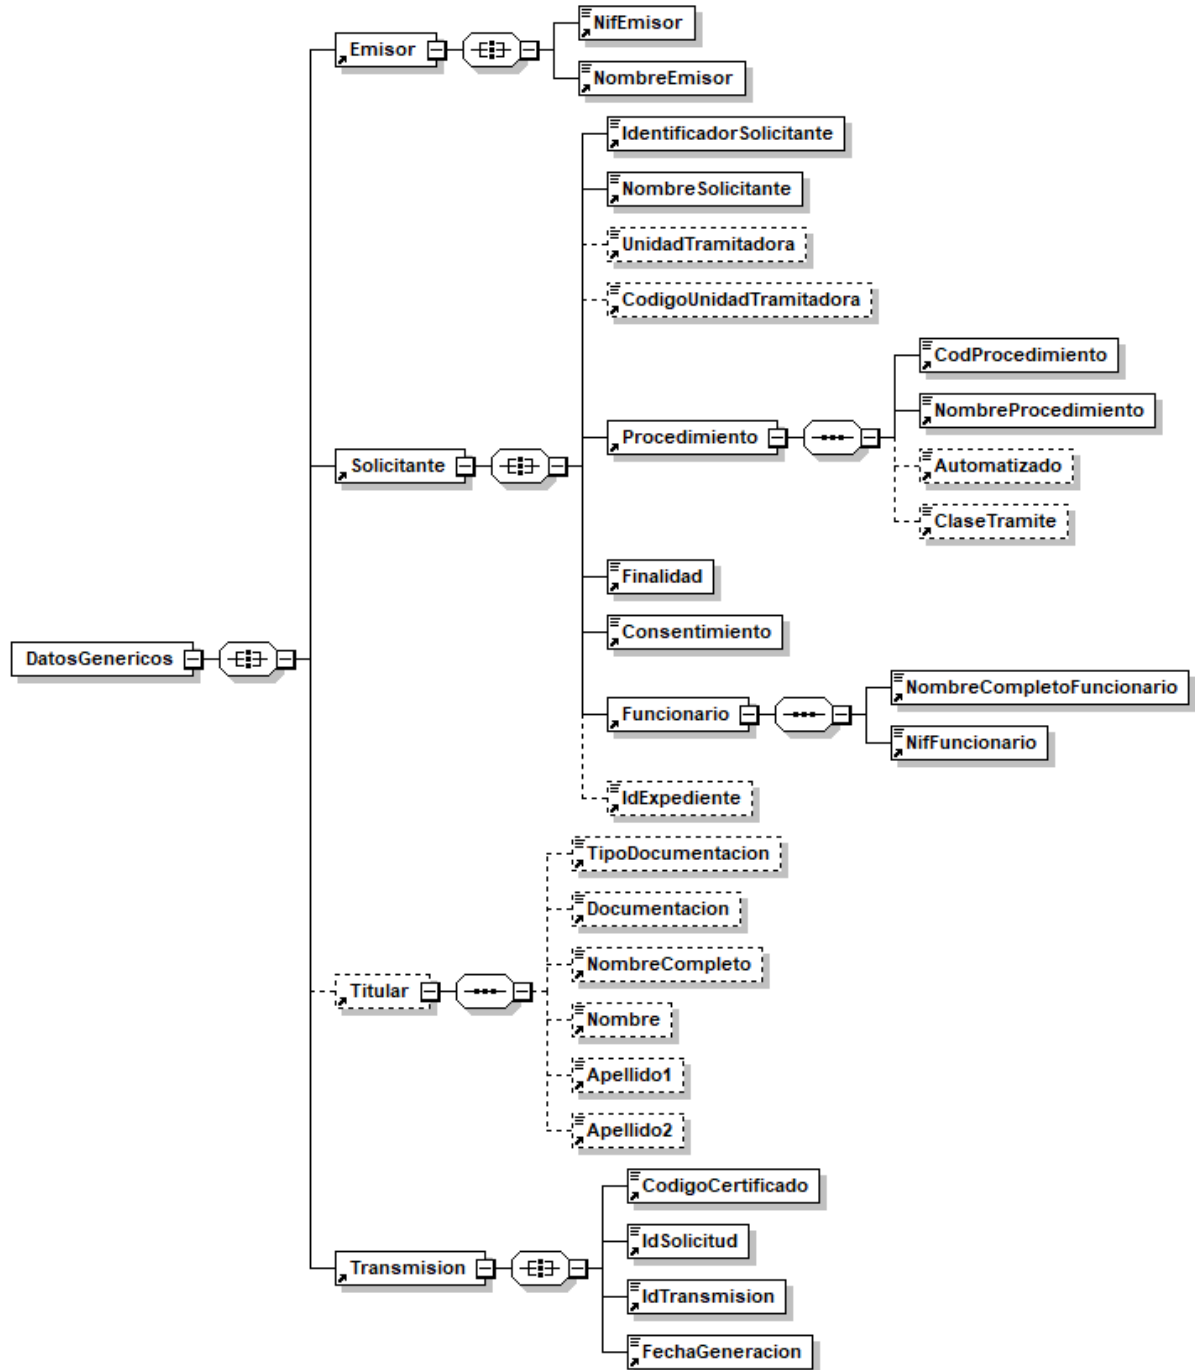 Emisor
NifEmisor
NombreEmisor
IdentificadorSolicitante
NombreSolicitante
UnidadTramitadora
CodigoUnidadTramitadora
CodProcedimiento
NombreProcedimiento
Procedimiento
Automatizado
ClaseTramite
Solicitante
Finalidad
Consentimiento
DatosGenericos
NombreCompletoFuncionario
Funcionario
NifFuncionario
IdExpediente
TipoDocumentacion
Documentacion
NombreCompleto
Titular
Nombre
Apellido1
Apellido2
CodigoCertificado
IdSolicitud
Transmision
IdTransmision
FechaGeneracion